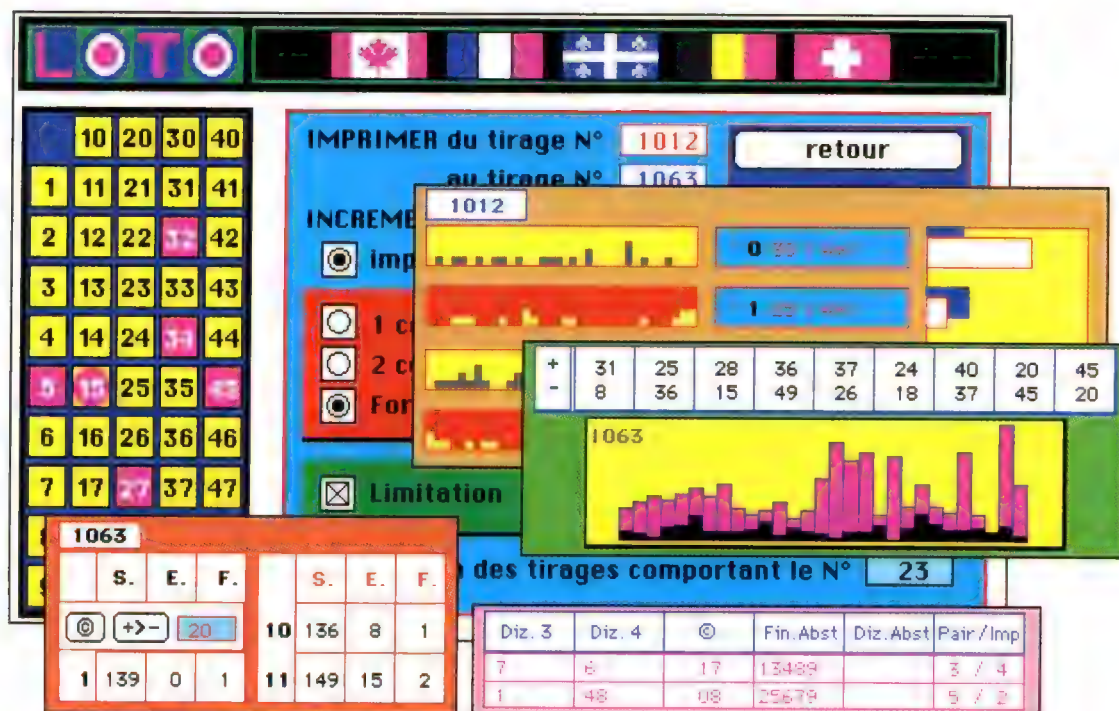 LOTO
10 20 30 40
1 11 21 31 41
2 12 22 32 42
3 13 23 33 43
4 14 24 34 44
5 15 25 35 45
6 16 26 36 46
7 17 27 37 47
IMPRIMER du tirage N° 1012
retour
au tirage N° 1063
INCREME
imp
1 c
2 c
For
Limitation
des tirages comportant le N° 23
1012
0
1
+ 31 25 28 36 37 24 40 20 45
- 8 36 15 49 26 18 37 45 20
1063
1063
S. E. F. S. E. F.
© +>- 20 10 136 8 1
1 139 0 1 11 149 15 2
Diz. 3 Diz. 4 © Fin.Abst Diz.Abst Pair/Imp
7 6 17 13489 3 / 4
1 48 08 25679 5 / 2